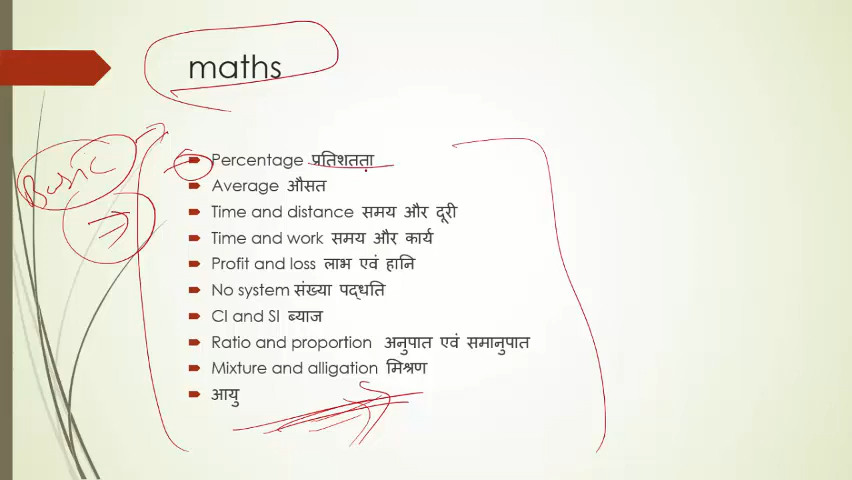 maths
Basic
Percentage प्रतिशतता
Average औसत
Time and distance समय और दूरी
Time and work समय और कार्य
Profit and loss लाभ एवं हानि
No system संख्या पद्धति
CI and SI ब्याज
Ratio and proportion अनुपात एवं समानुपात
Mixture and alligation मिश्रण
आयु